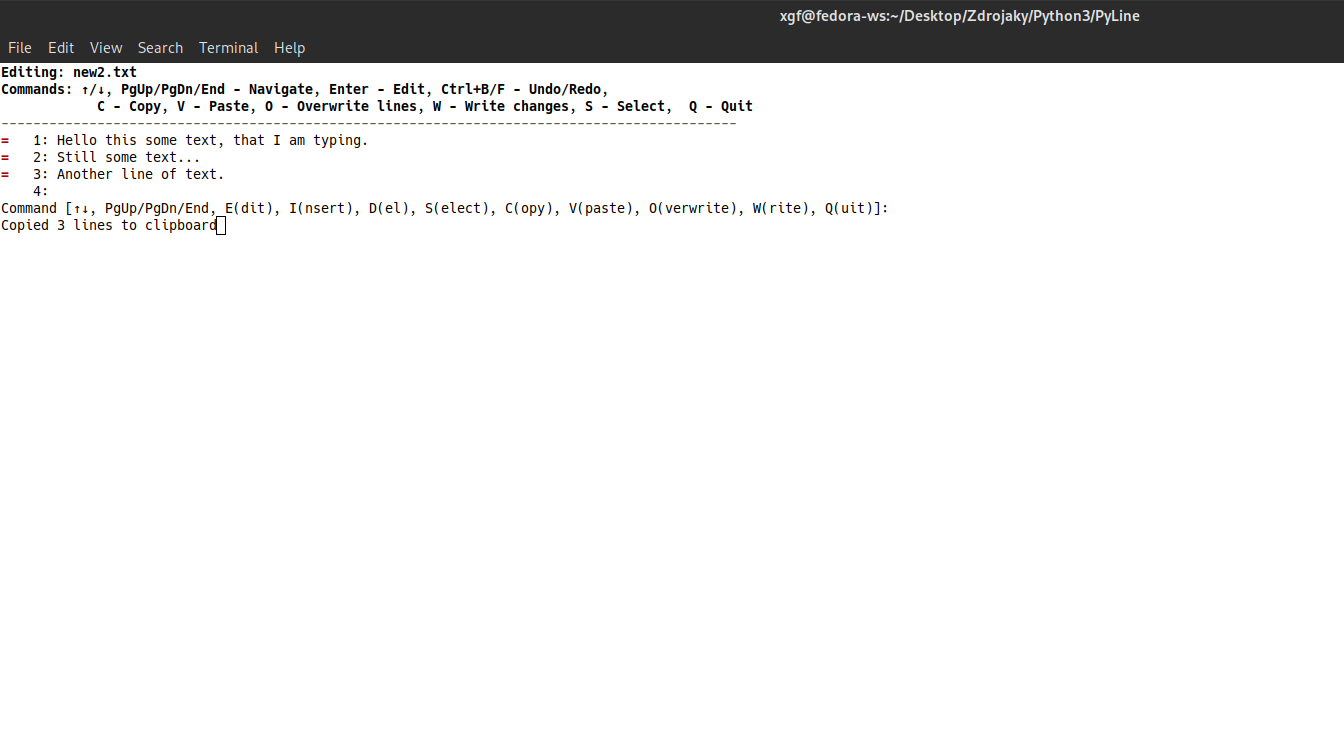 xgf@fedora-ws:~/Desktop/Zdrojaky/Python3/PyLine
File Edit View Search Terminal Help
Editing: new2.txt
Commands: ↑/↓, PgUp/PgDn/End - Navigate, Enter - Edit, Ctrl+B/F - Undo/Redo,
            C - Copy, V - Paste, O - Overwrite lines, W - Write changes, S - Select,  Q - Quit
--------------------------------------------------------------------------------------------
=   1: Hello this some text, that I am typing.
=   2: Still some text...
=   3: Another line of text.
    4:
Command [↑↓, PgUp/PgDn/End, E(dit), I(nsert), D(el), S(elect), C(opy), V(paste), O(verwrite), W(rite), Q(uit)]:
Copied 3 lines to clipboard